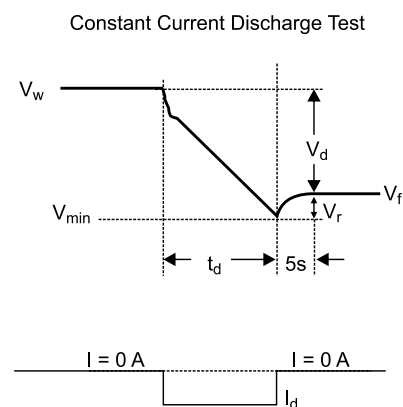 Constant Current Discharge Test
Vw
Vd
Vf
Vmin
Vr
td
5s
I = 0 A
I = 0 A
Id